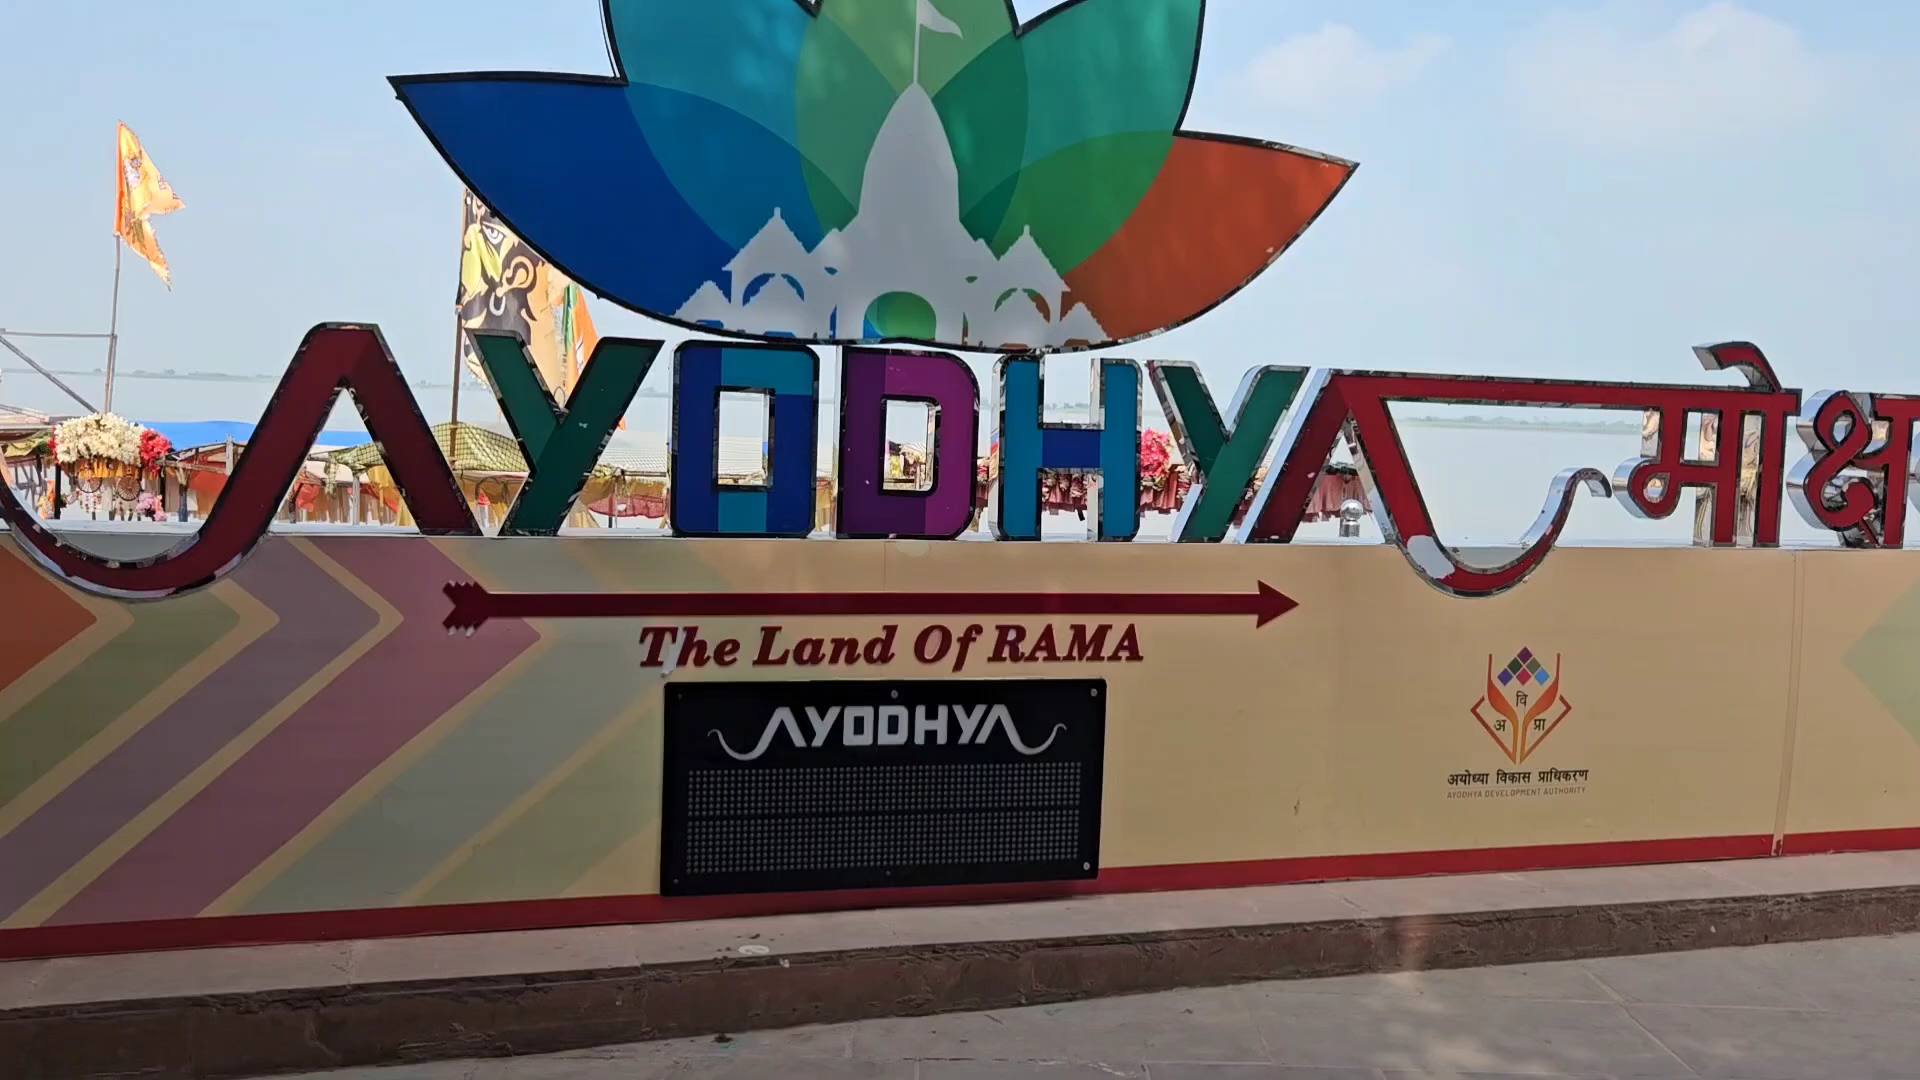 AYODHYA मोक्ष
The Land Of RAMA
AYODHYA
वि
अ प्रा
अयोध्या विकास प्राधिकरण
AYODHYA DEVELOPMENT AUTHORITY